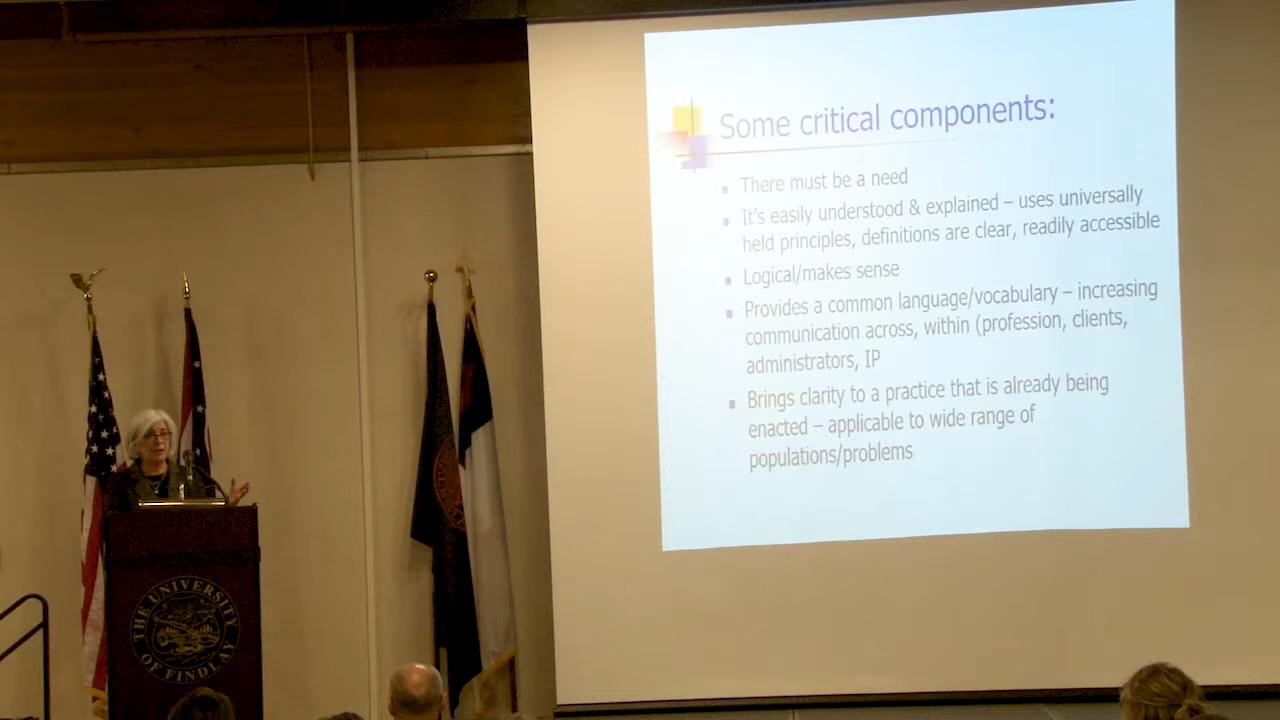 Some critical components:
There must be a need
It's easily understood & explained – uses universally
held principles, definitions are clear, readily accessible
Logical/makes sense
Provides a common language/vocabulary – increasing
communication across, within (profession, clients,
administrators, IP
Brings clarity to a practice that is already being
enacted – applicable to wide range of
populations/problems
THE UNIVERSITY
OF FINDLAY